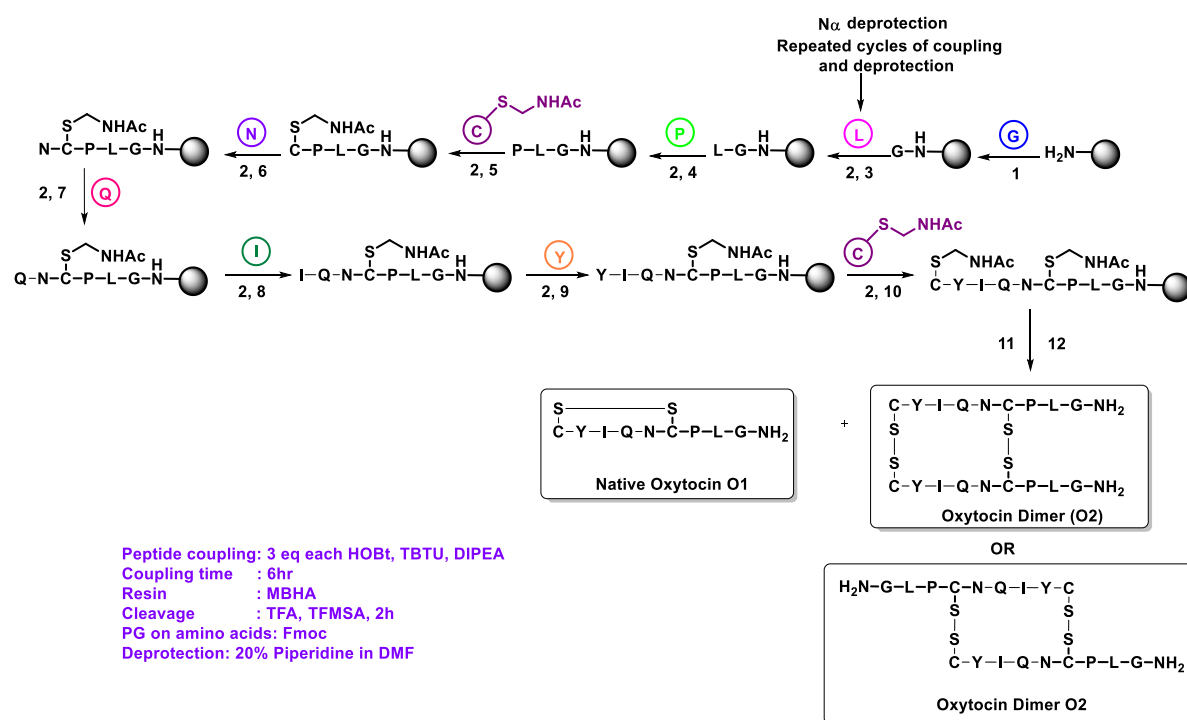 Nα deprotection
Repeated cycles of coupling
and deprotection
S NHAc
N-C-P-L-G-N H
N
2, 6
S NHAc
C-P-L-G-N H
S NHAc
C
2, 5
P-L-G-N H
P
2, 4
L-G-N H
L
2, 3
G-N H
G
1
H₂N
2, 7
Q
S NHAc
Q-N-C-P-L-G-N H
I
2, 8
S NHAc
I-Q-N-C-P-L-G-N H
Y
2, 9
S NHAc
Y-I-Q-N-C-P-L-G-N H
S NHAc
C
2, 10
S NHAc S NHAc
C-Y-I-Q-N-C-P-L-G-N H
11 12
S S
C-Y-I-Q-N-C-P-L-G-NH₂
Native Oxytocin O1
+
C-Y-I-Q-N-C-P-L-G-NH₂
S S
S S
C-Y-I-Q-N-C-P-L-G-NH₂
Oxytocin Dimer (O2)
OR
H₂N-G-L-P-C-N-Q-I-Y-C
S S
S S
C-Y-I-Q-N-C-P-L-G-NH₂
Oxytocin Dimer O2
Peptide coupling: 3 eq each HOBt, TBTU, DIPEA
Coupling time : 6hr
Resin : MBHA
Cleavage : TFA, TFMSA, 2h
PG on amino acids: Fmoc
Deprotection: 20% Piperidine in DMF